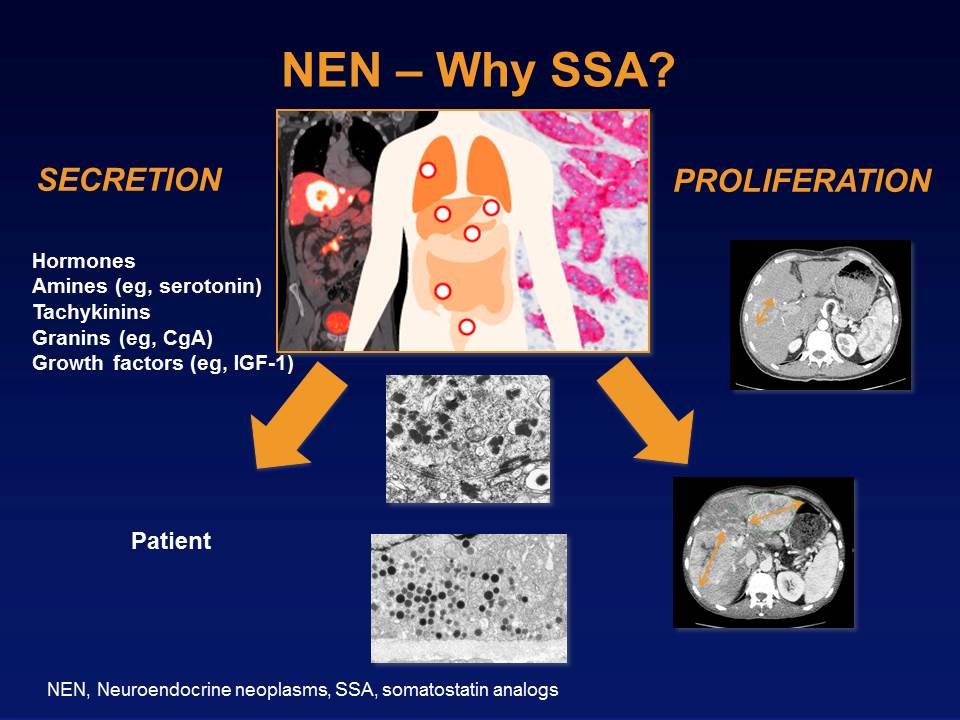 NEN – Why SSA?
SECRETION
PROLIFERATION
Hormones
Amines (eg, serotonin)
Tachykinins
Granins (eg, CgA)
Growth factors (eg, IGF-1)
Patient
NEN, Neuroendocrine neoplasms, SSA, somatostatin analogs